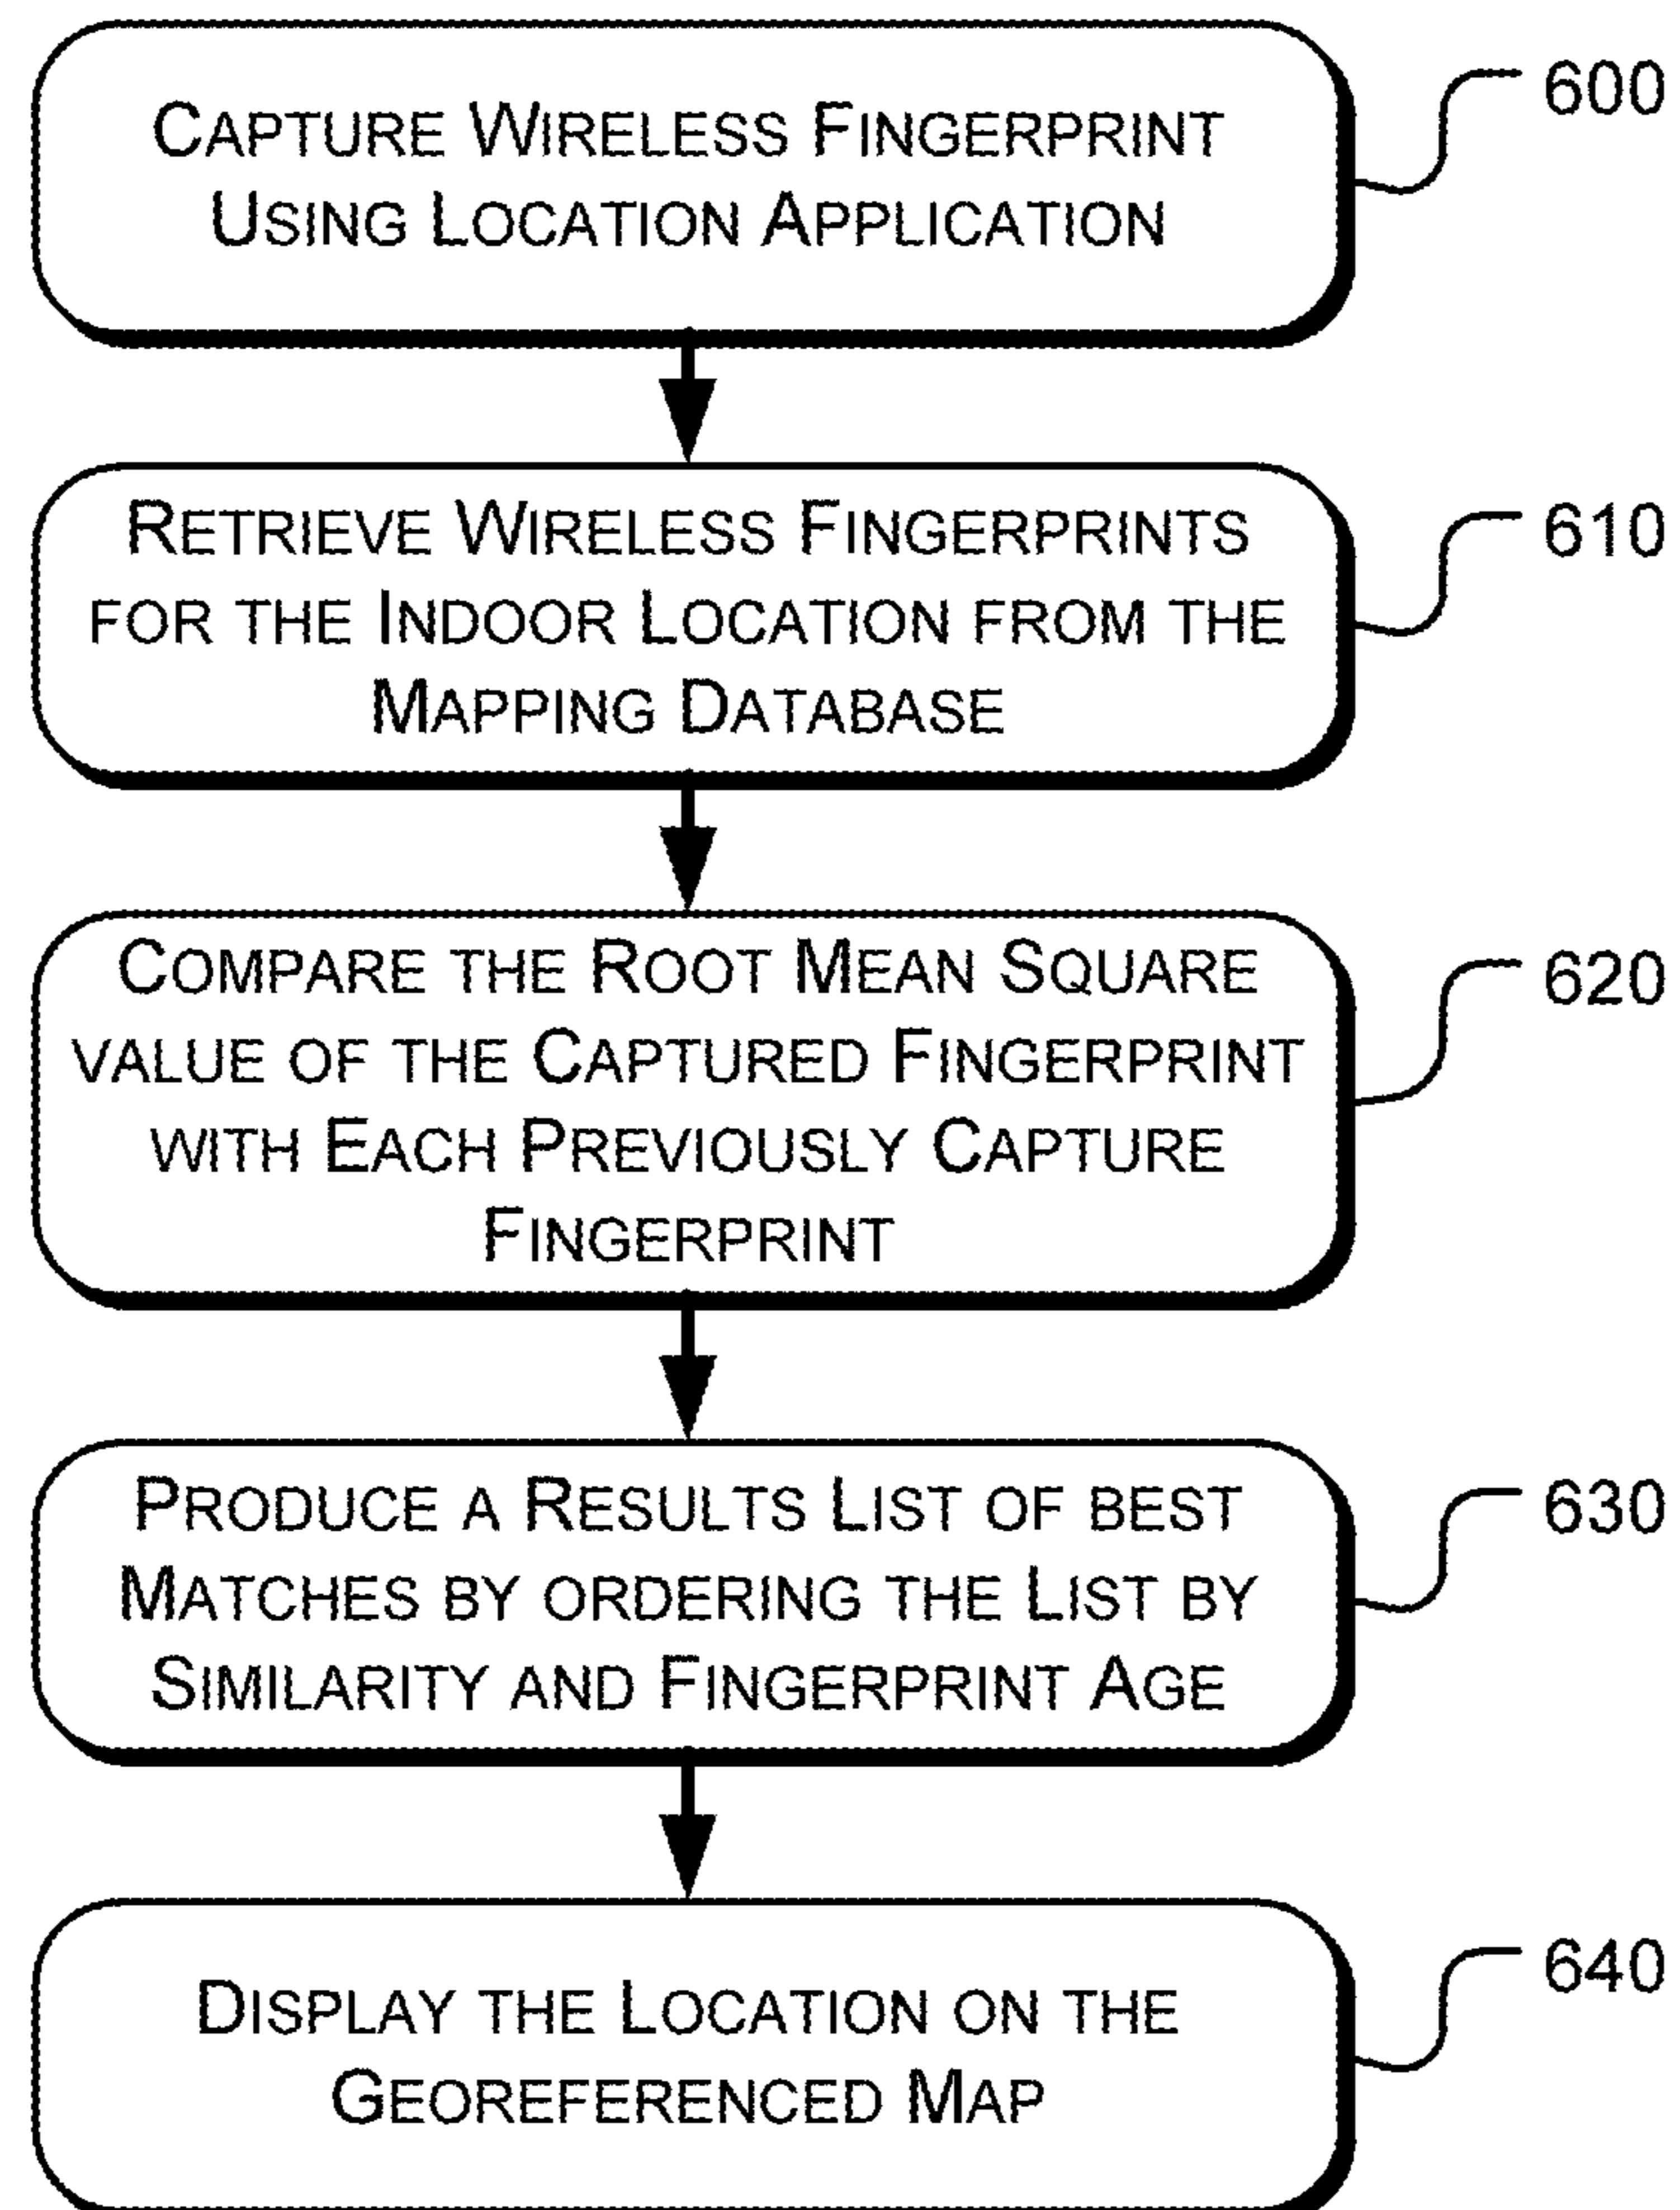 CAPTURE WIRELESS FINGERPRINT
USING LOCATION APPLICATION
600
RETRIEVE WIRELESS FINGERPRINTS
FOR THE INDOOR LOCATION FROM THE
MAPPING DATABASE
610
COMPARE THE ROOT MEAN SQUARE
VALUE OF THE CAPTURED FINGERPRINT
WITH EACH PREVIOUSLY CAPTURE
FINGERPRINT
620
PRODUCE A RESULTS LIST OF BEST
MATCHES BY ORDERING THE LIST BY
SIMILARITY AND FINGERPRINT AGE
630
DISPLAY THE LOCATION ON THE
GEOREFERENCED MAP
640